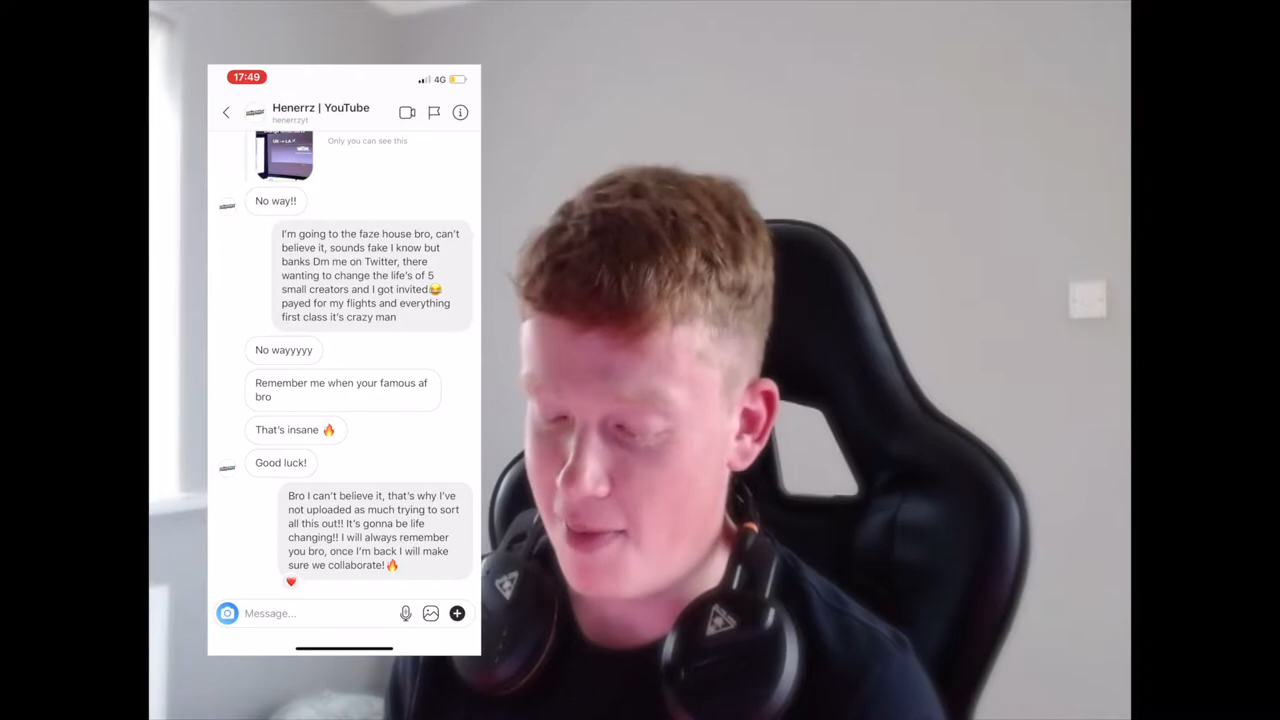 17:49
4G
Henerrz | YouTube
henerrzyt
Only you can see this
No way!!
I'm going to the faze house bro, can't
believe it, sounds fake I know but
banks Dm me on Twitter, there
wanting to change the life's of 5
small creators and I got invited😂
payed for my flights and everything
first class it's crazy man
No wayyyyy
Remember me when your famous af
bro
That's insane 🔥
Good luck!
Bro I can't believe it, that's why I've
not uploaded as much trying to sort
all this out!! It's gonna be life
changing!! I will always remember
you bro, once I'm back I will make
sure we collaborate!🔥
Message...